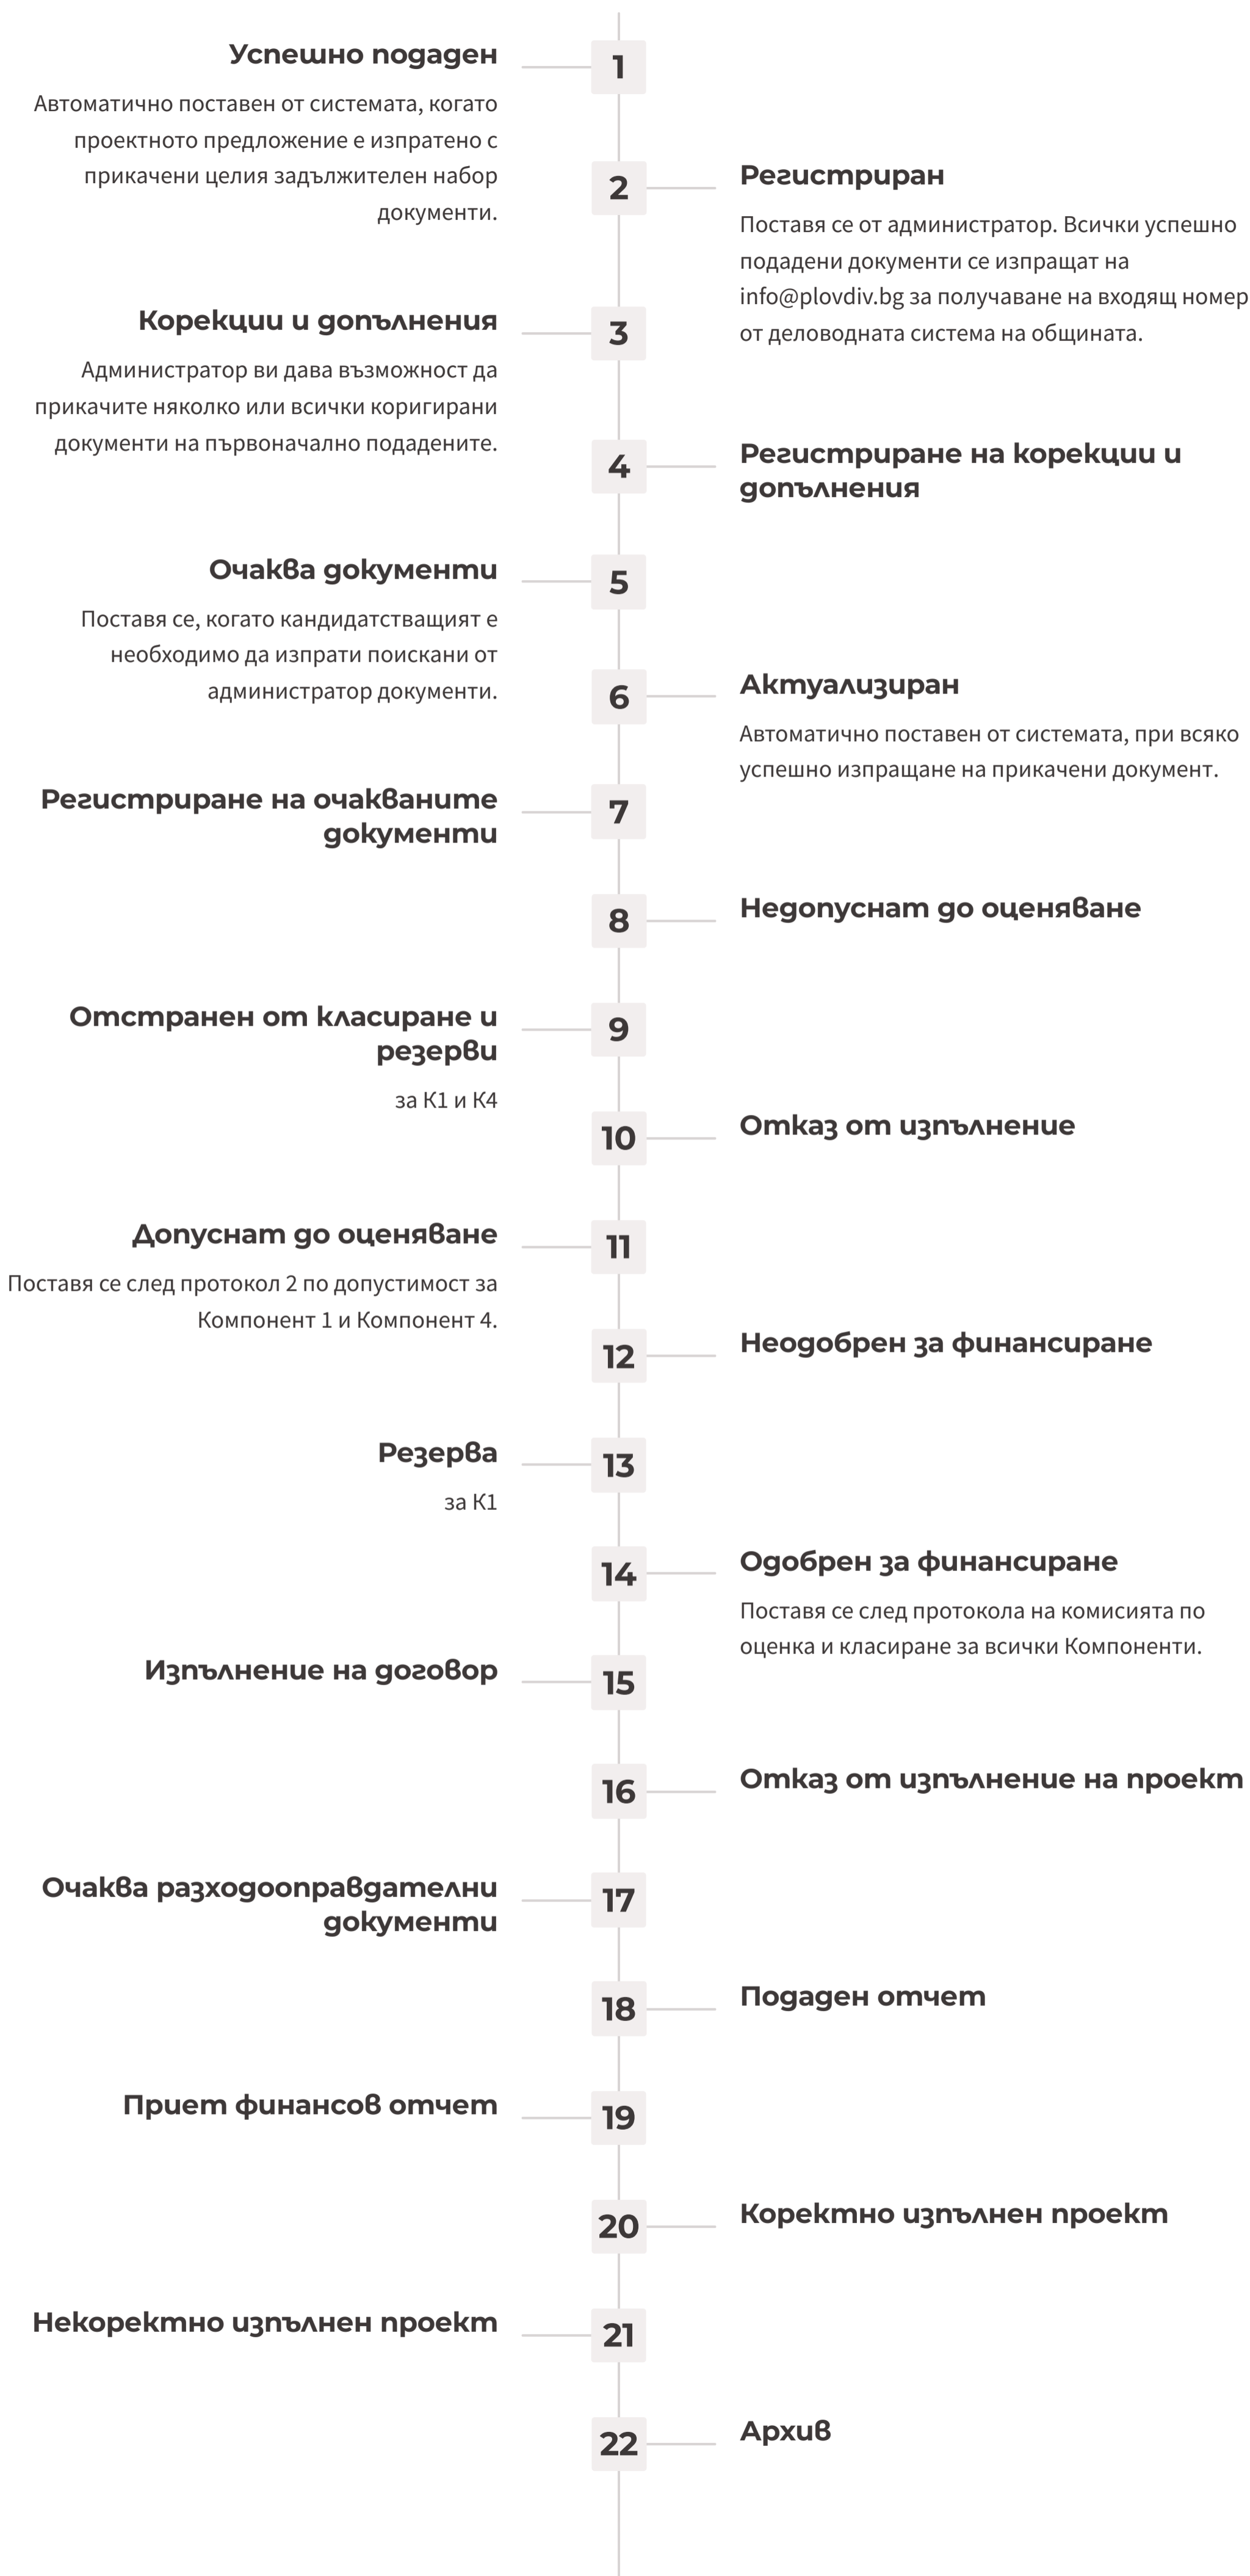 1
Успешно подаден
Автоматично поставен от системата, когато
проектното предложение е изпратено с
прикачени целия задължителен набор
документи.
2
Регистриран
Поставя се от администратор. Всички успешно
подадени документи се изпращат на
info@plovdiv.bg за получаване на входящ номер
от деловодната система на общината.
3
Корекции и допълнения
Администратор ви дава възможност да
прикачите няколко или всички коригирани
документи на първоначално подадените.
4
Регистриране на корекции и
допълнения
5
Очаква документи
Поставя се, когато кандидатстващият е
необходимо да изпрати поискани от
администратор документи.
6
Актуализиран
Автоматично поставен от системата, при всяко
успешно изпращане на прикачени документ.
7
Регистриране на очакваните
документи
8
Недопуснат до оценяване
9
Отстранен от класиране и
резерви
за К1 и К4
10
Отказ от изпълнение
11
Допуснат до оценяване
Поставя се след протокол 2 по допустимост за
Компонент 1 и Компонент 4.
12
Неодобрен за финансиране
13
Резерва
за К1
14
Одобрен за финансиране
Поставя се след протокола на комисията по
оценка и класиране за всички Компоненти.
15
Изпълнение на договор
16
Отказ от изпълнение на проект
17
Очаква разходооправдателни
документи
18
Подаден отчет
19
Приет финансов отчет
20
Коректно изпълнен проект
21
Некоректно изпълнен проект
22
Архив